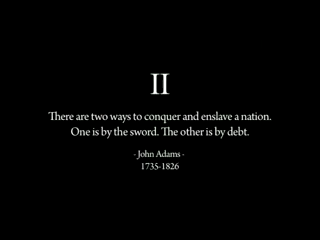 II
There are two ways to conquer and enslave a nation.
One is by the sword. The other is by debt.
- John Adams -
1735-1826